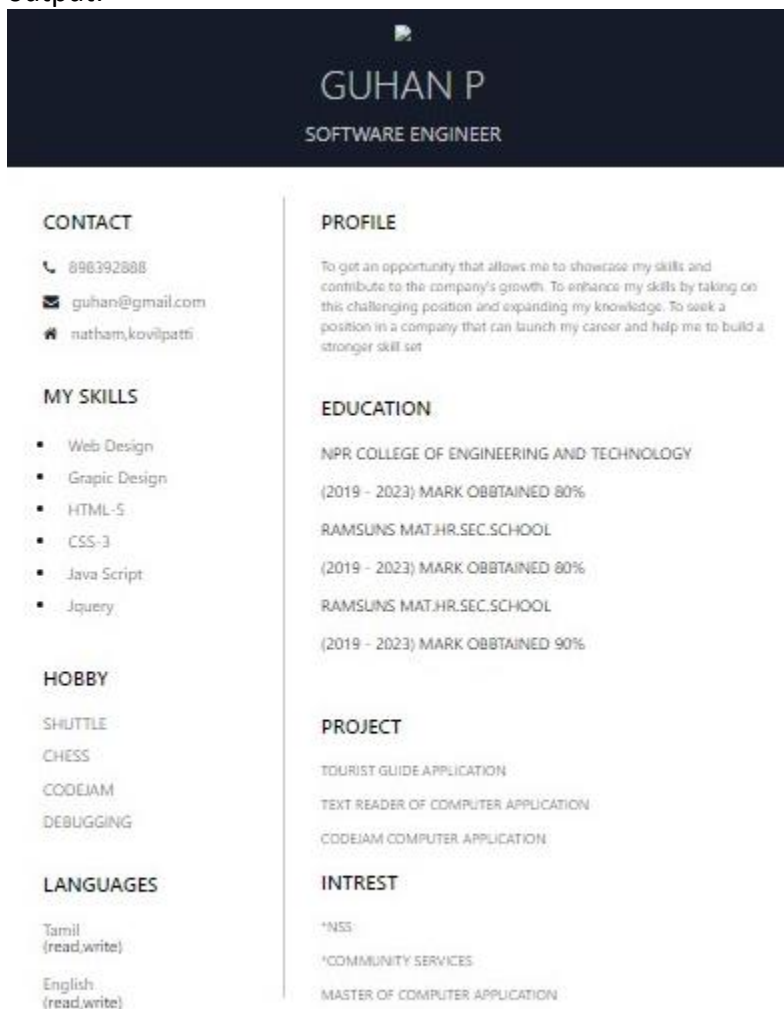 output:
GUHAN P
SOFTWARE ENGINEER
CONTACT
898392888
guhan@gmail.com
natham,kovilpatti
MY SKILLS
Web Design
Grapic Design
HTML-5
CSS-3
Java Script
Jquery
HOBBY
SHUTTLE
CHESS
CODEJAM
DEBUGGING
LANGUAGES
Tamil
(read,write)
English
(read,write)
PROFILE
To get an opportunity that allows me to showcase my skills and
contribute to the company's growth. To enhance my skills by taking on
this challenging position and expanding my knowledge. To seek a
position in a company that can launch my career and help me to build a
stronger skill set
EDUCATION
NPR COLLEGE OF ENGINEERING AND TECHNOLOGY
(2019 - 2023) MARK OBBTAINED 80%
RAMSUNS MAT.HR.SEC.SCHOOL
(2019 - 2023) MARK OBBTAINED 80%
RAMSUNS MAT.HR.SEC.SCHOOL
(2019 - 2023) MARK OBBTAINED 90%
PROJECT
TOURIST GUIDE APPLICATION
TEXT READER OF COMPUTER APPLICATION
CODEJAM COMPUTER APPLICATION
INTREST
*NSS
*COMMUNITY SERVICES
MASTER OF COMPUTER APPLICATION